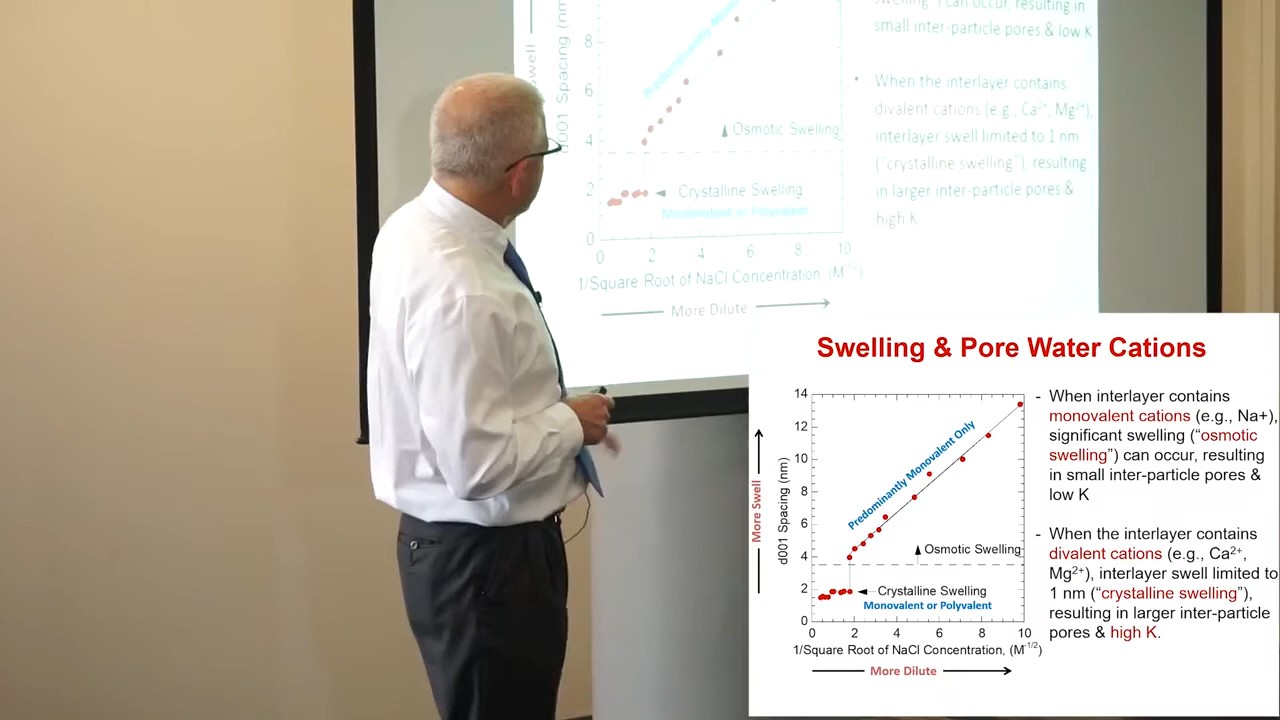 swelling") can occur, resulting in
small inter-particle pores & low K
When the interlayer contains
divalent cations (e.g., Ca²⁺, Mg²⁺),
interlayer swell limited to 1 nm
("crystalline swelling"), resulting
in larger inter-particle pores &
high K
swell
d001 Spacing (nm
8
6
4
2
0
Predominantly Mono
Osmotic Swelling
Crystalline Swelling
Monovalent or Polyvalent
0 2 4 6 8 10
1/Square Root of NaCl Concentration, (M
More Dilute
Swelling & Pore Water Cations
More Swell
d001 Spacing (nm)
14
12
10
8
6
4
2
0
Predominantly Monovalent Only
Osmotic Swelling
Crystalline Swelling
Monovalent or Polyvalent
0 2 4 6 8 10
1/Square Root of NaCl Concentration, (M⁻¹ᐟ²)
More Dilute
- When interlayer contains
monovalent cations (e.g., Na+),
significant swelling ("osmotic
swelling") can occur, resulting
in small inter-particle pores &
low K
- When the interlayer contains
divalent cations (e.g., Ca²⁺,
Mg²⁺), interlayer swell limited to
1 nm ("crystalline swelling"),
resulting in larger inter-particle
pores & high K.